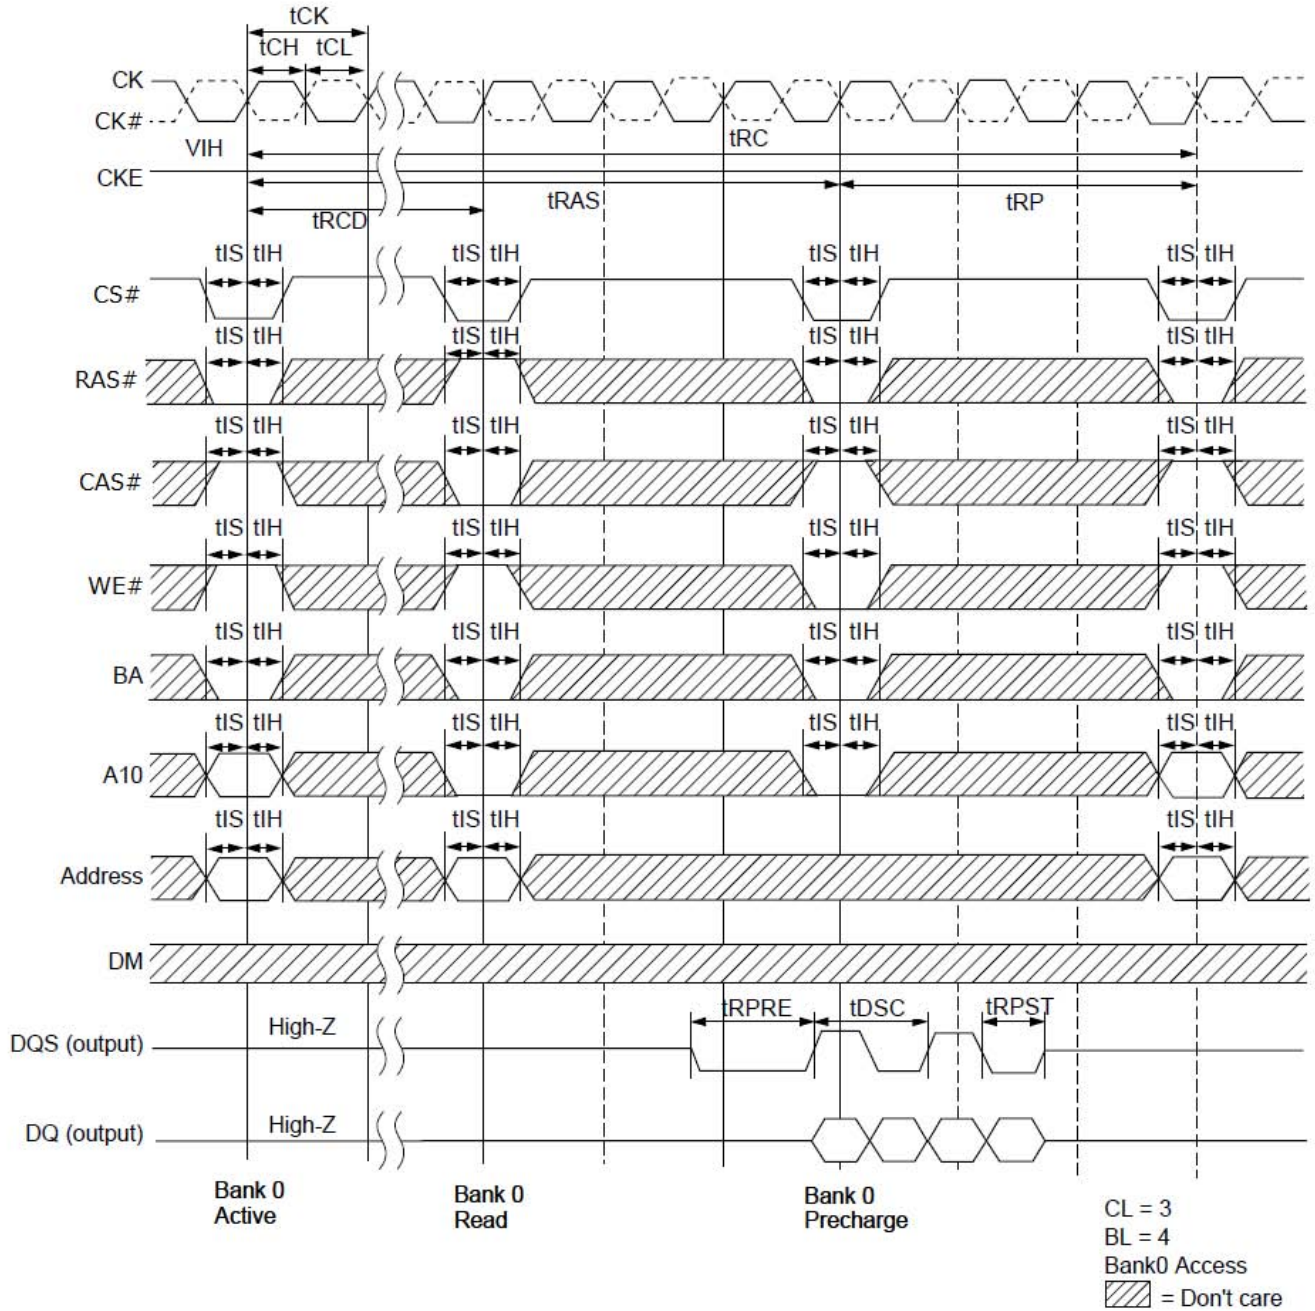 tCK
tCH tCL
CK
CK#
VIH
tRC
CKE
tRAS
tRP
tRCD
tIS tIH tIS tIH tIS tIH tIS tIH
CS#
tIS tIH tIS tIH tIS tIH tIS tIH
RAS#
tIS tIH tIS tIH tIS tIH tIS tIH
CAS#
tIS tIH tIS tIH tIS tIH tIS tIH
WE#
tIS tIH tIS tIH tIS tIH tIS tIH
BA
tIS tIH tIS tIH tIS tIH tIS tIH
A10
tIS tIH tIS tIH tIS tIH
Address
DM
tRPRE tDSC tRPST
High-Z
DQS (output)
High-Z
DQ (output)
Bank 0
Active
Bank 0
Read
Bank 0
Precharge
CL = 3
BL = 4
Bank0 Access
= Don't care